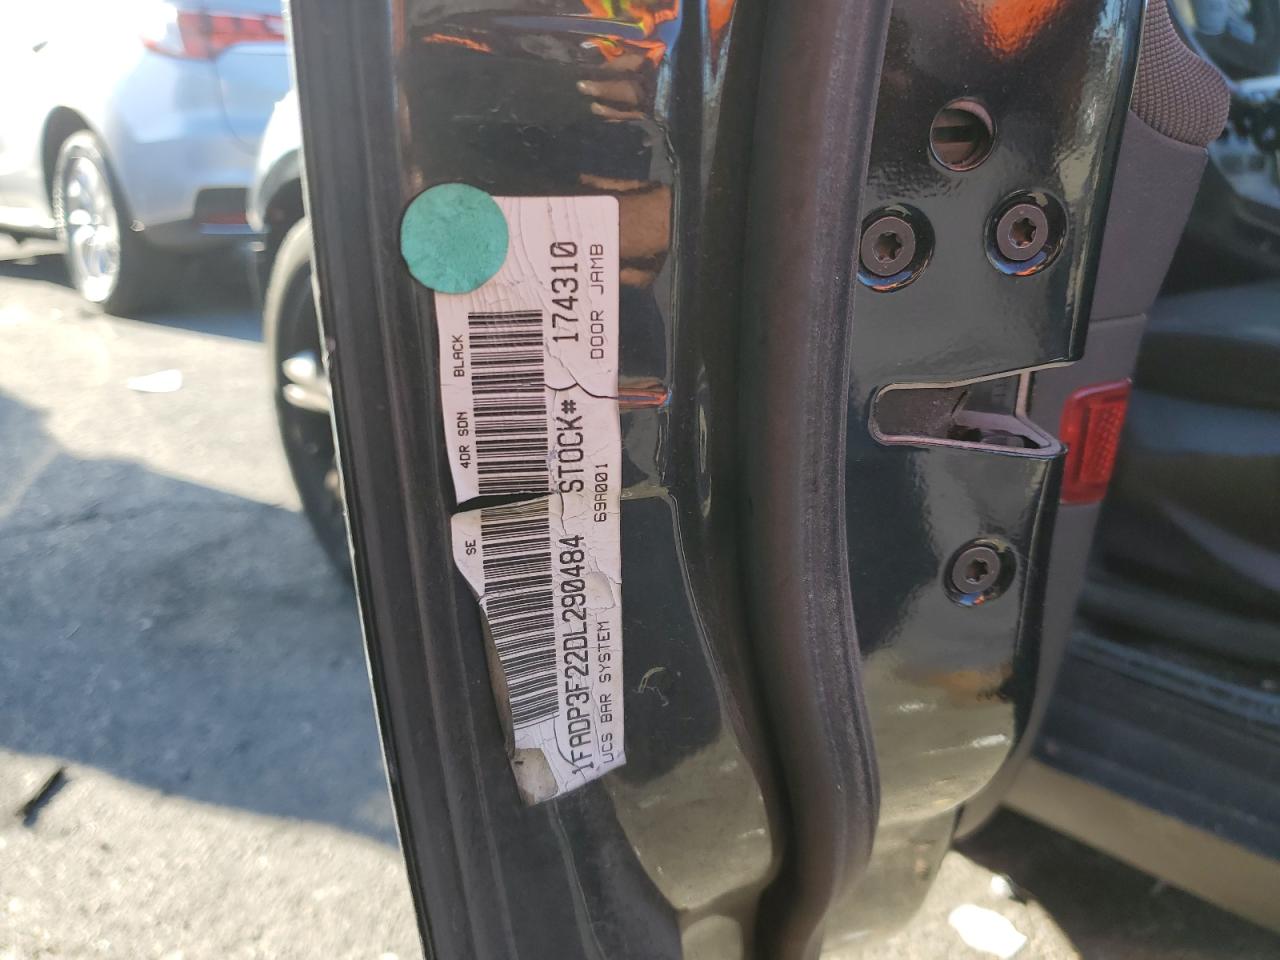 SE 4DR SDN BLACK
1FADP3F22DL290484 STOCK# 174310
UCS BAR SYSTEM 69A001 DOOR JAMB